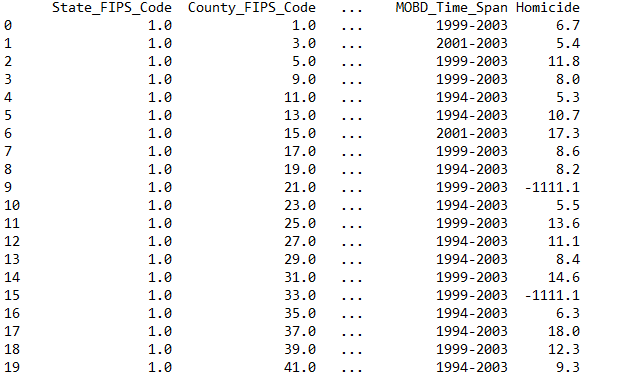 State_FIPS_Code County_FIPS_Code ... MOBD_Time_Span Homicide
0 1.0 1.0 ... 1999-2003 6.7
1 1.0 3.0 ... 2001-2003 5.4
2 1.0 5.0 ... 1999-2003 11.8
3 1.0 9.0 ... 1999-2003 8.0
4 1.0 11.0 ... 1994-2003 5.3
5 1.0 13.0 ... 1994-2003 10.7
6 1.0 15.0 ... 2001-2003 17.3
7 1.0 17.0 ... 1999-2003 8.6
8 1.0 19.0 ... 1994-2003 8.2
9 1.0 21.0 ... 1999-2003 -1111.1
10 1.0 23.0 ... 1994-2003 5.5
11 1.0 25.0 ... 1999-2003 13.6
12 1.0 27.0 ... 1994-2003 11.1
13 1.0 29.0 ... 1994-2003 8.4
14 1.0 31.0 ... 1999-2003 14.6
15 1.0 33.0 ... 1999-2003 -1111.1
16 1.0 35.0 ... 1994-2003 6.3
17 1.0 37.0 ... 1994-2003 18.0
18 1.0 39.0 ... 1999-2003 12.3
19 1.0 41.0 ... 1994-2003 9.3